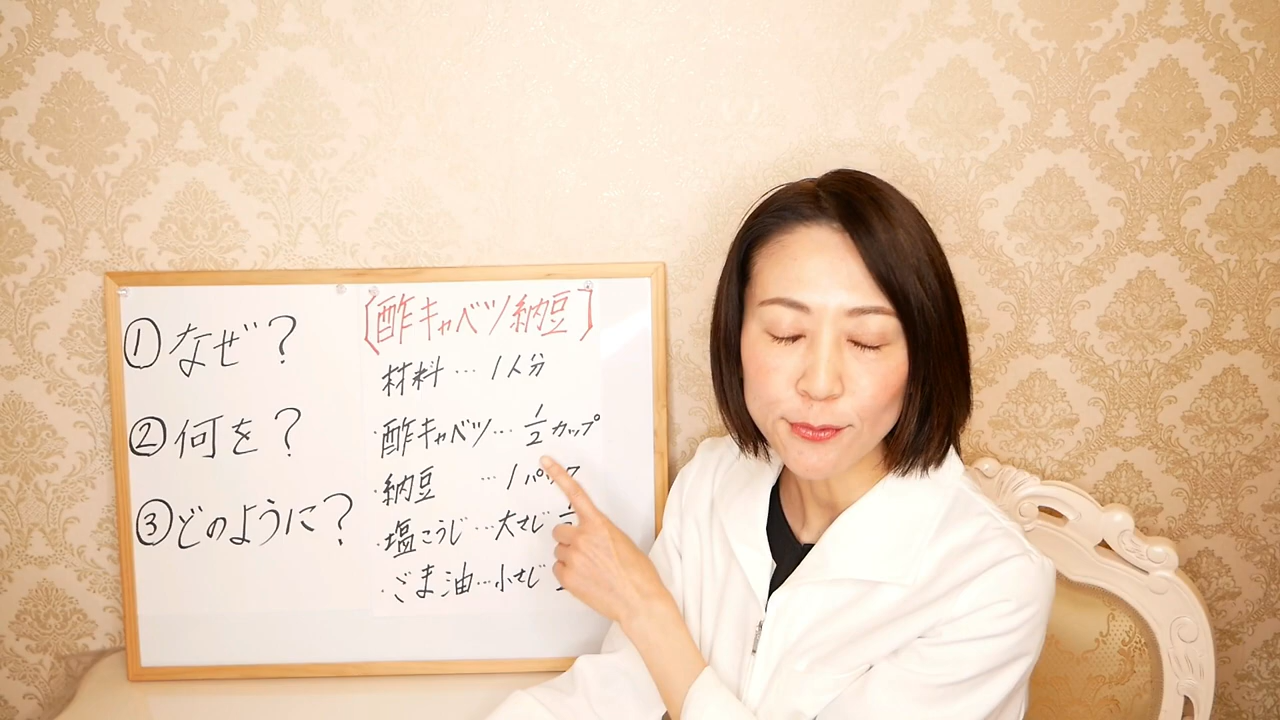 ①なぜ?
②何を?
③どのように?
〔酢キャベツ納豆〕
材料…1人分
・酢キャベツ…1/2カップ
・納豆…1パック
・塩こうじ…大さじ
・ごま油…小さじ